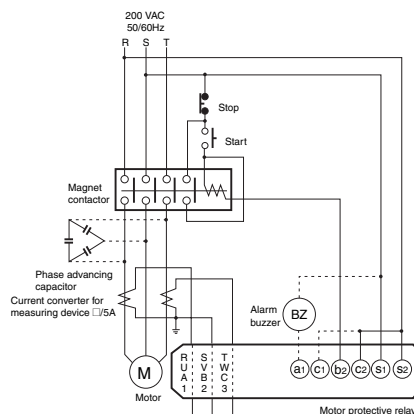 200 VAC
50/60Hz
R S T
Stop
Start
Magnet
contactor
Phase advancing
capacitor
Current converter for
measuring device □/5A
Alarm
buzzer
BZ
M
Motor
R S T
U V W
A B C
1 2 3
a1 c1 b2 c2 s1 s2
Motor protective relay